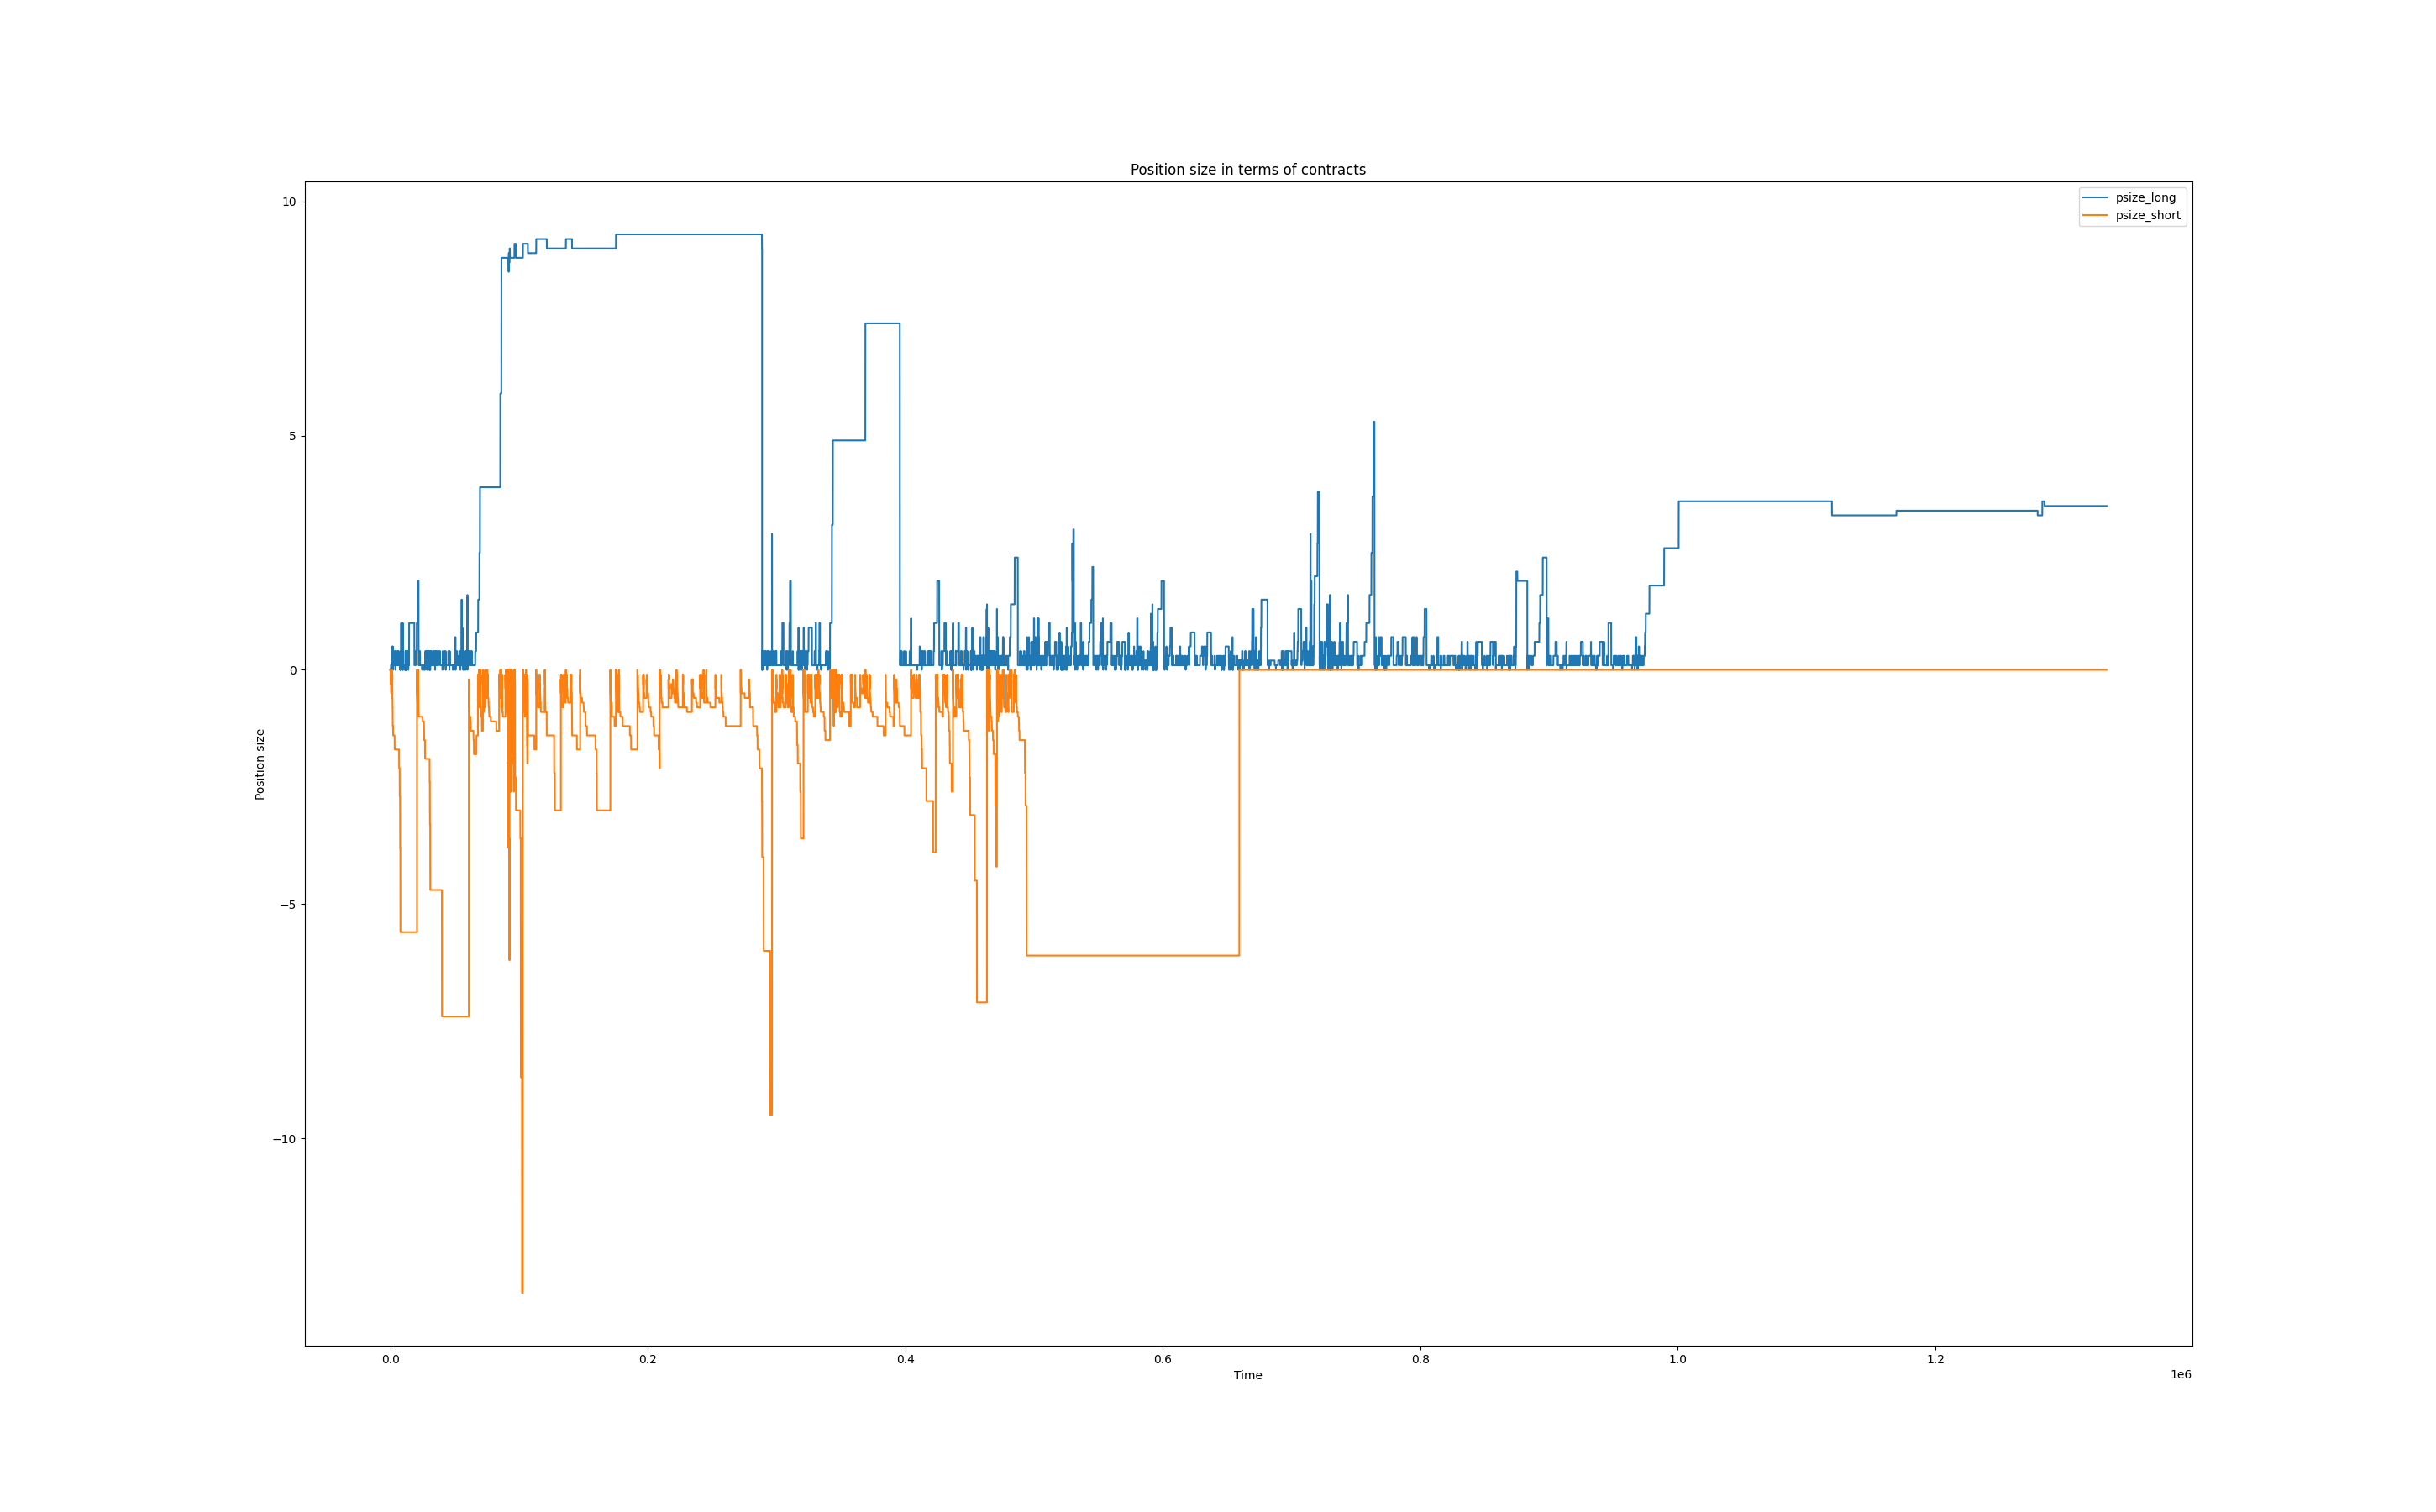 Position size in terms of contracts
psize_long
psize_short
10
5
0
−5
−10
Position size
0.0
0.2
0.4
0.6
0.8
1.0
1.2
1e6
Time